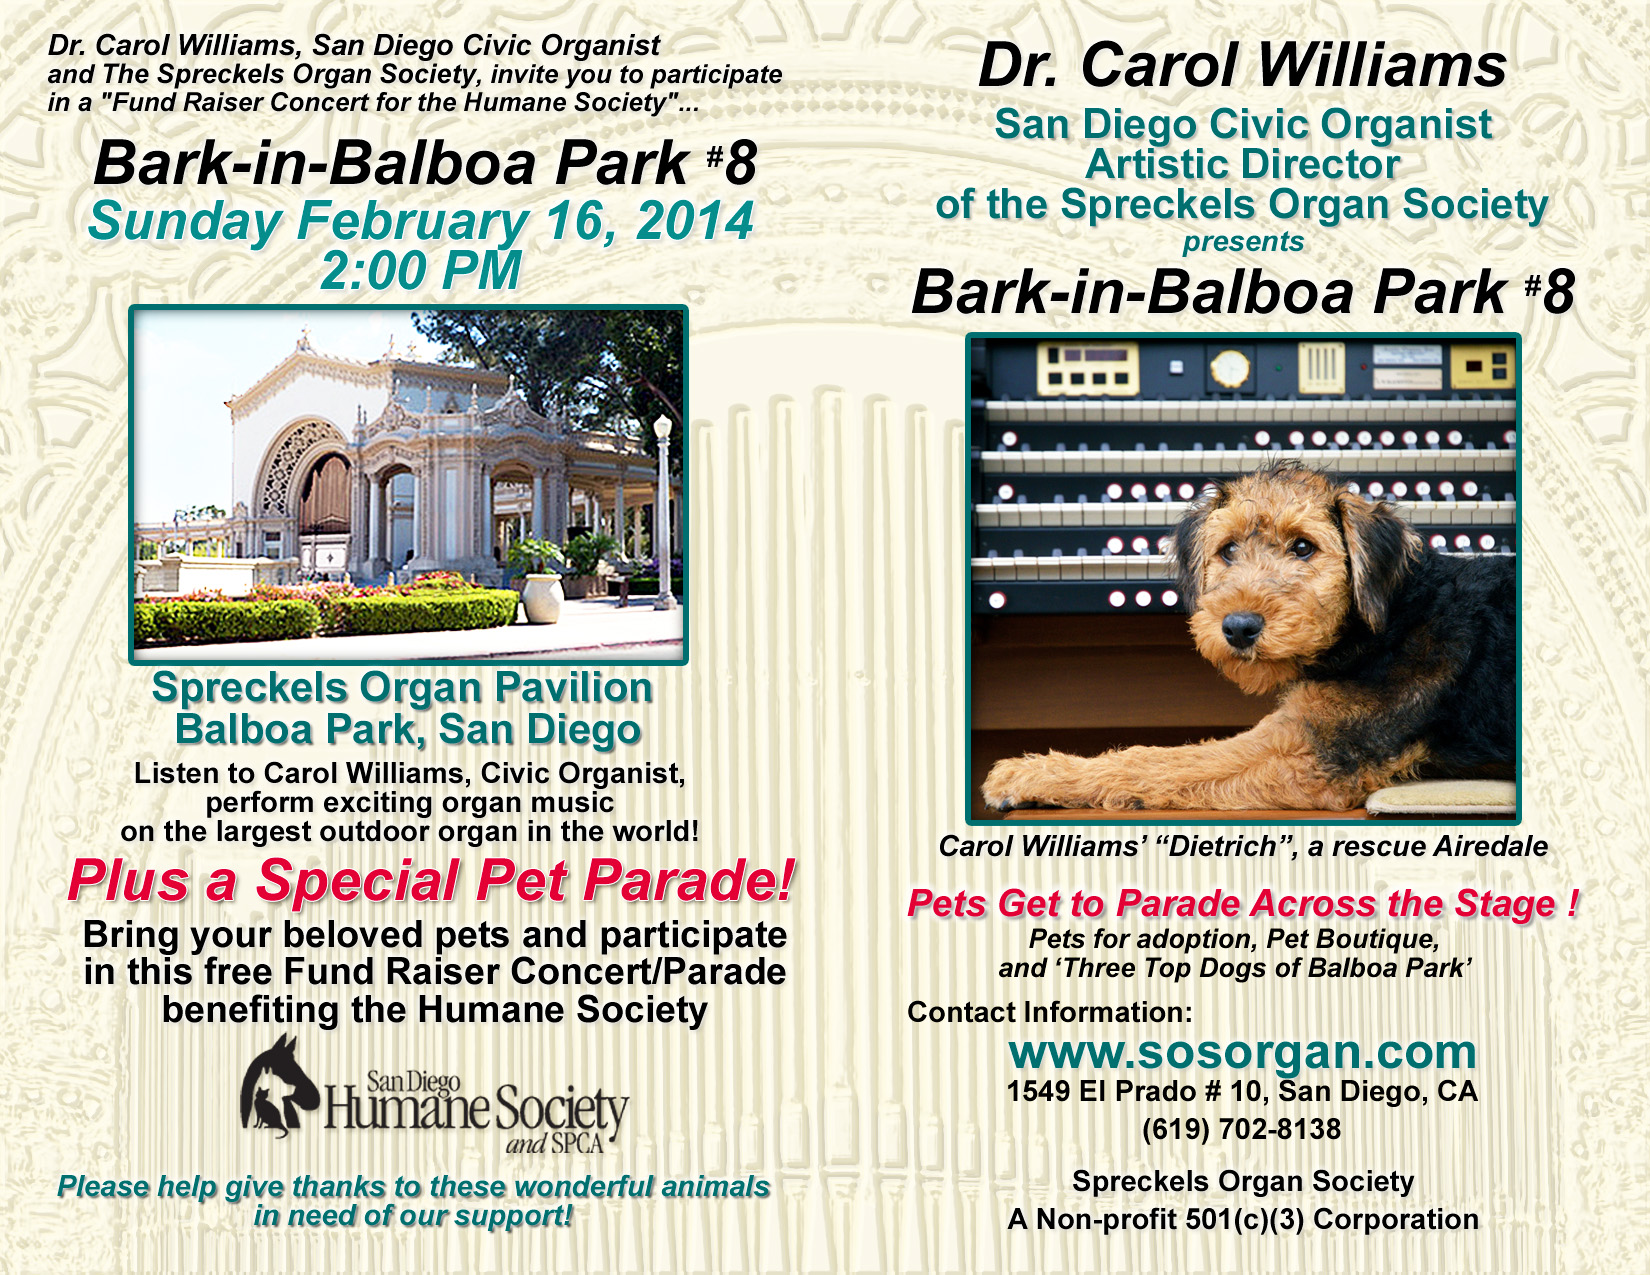 Dr. Carol Williams, San Diego Civic Organist
and The Spreckels Organ Society, invite you to participate
in a "Fund Raiser Concert for the Humane Society"...
Bark-in-Balboa Park #8
Sunday February 16, 2014
2:00 PM
Spreckels Organ Pavilion
Balboa Park, San Diego
Listen to Carol Williams, Civic Organist,
perform exciting organ music
on the largest outdoor organ in the world!
Plus a Special Pet Parade!
Bring your beloved pets and participate
in this free Fund Raiser Concert/Parade
benefiting the Humane Society
San Diego
Humane Society
and SPCA
Please help give thanks to these wonderful animals
in need of our support!
Dr. Carol Williams
San Diego Civic Organist
Artistic Director
of the Spreckels Organ Society
presents
Bark-in-Balboa Park #8
Carol Williams’ “Dietrich”, a rescue Airedale
Pets Get to Parade Across the Stage !
Pets for adoption, Pet Boutique,
and ‘Three Top Dogs of Balboa Park’
Contact Information:
www.sosorgan.com
1549 El Prado # 10, San Diego, CA
(619) 702-8138
Spreckels Organ Society
A Non-profit 501(c)(3) Corporation